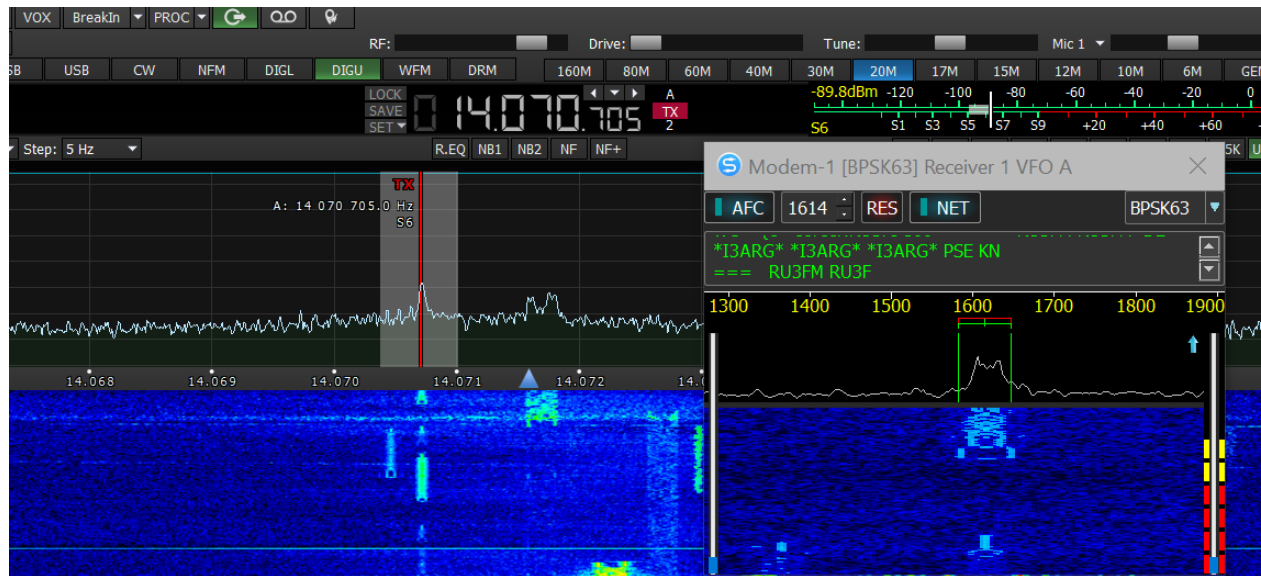 VOX BreakIn PROC
RF: Drive: Tune: Mic 1
SB USB CW NFM DIGL DIGU WFM DRM 160M 80M 60M 40M 30M 20M 17M 15M 12M 10M 6M GEN
LOCK
SAVE
SET
14.070.705
A
TX
2
-89.8dBm -120 -100 -80 -60 -40 -20 0
S6 S1 S3 S5 S7 S9 +20 +40 +60
Step: 5 Hz R.EQ NB1 NB2 NF NF+ 5K U
TX
A: 14 070 705.0 Hz
S6
14.068 14.069 14.070 14.071 14.072 14.0
Modem-1 [BPSK63] Receiver 1 VFO A
AFC 1614 RES NET BPSK63
*I3ARG* *I3ARG* *I3ARG* PSE KN
=== RU3FM RU3F
1300 1400 1500 1600 1700 1800 1900